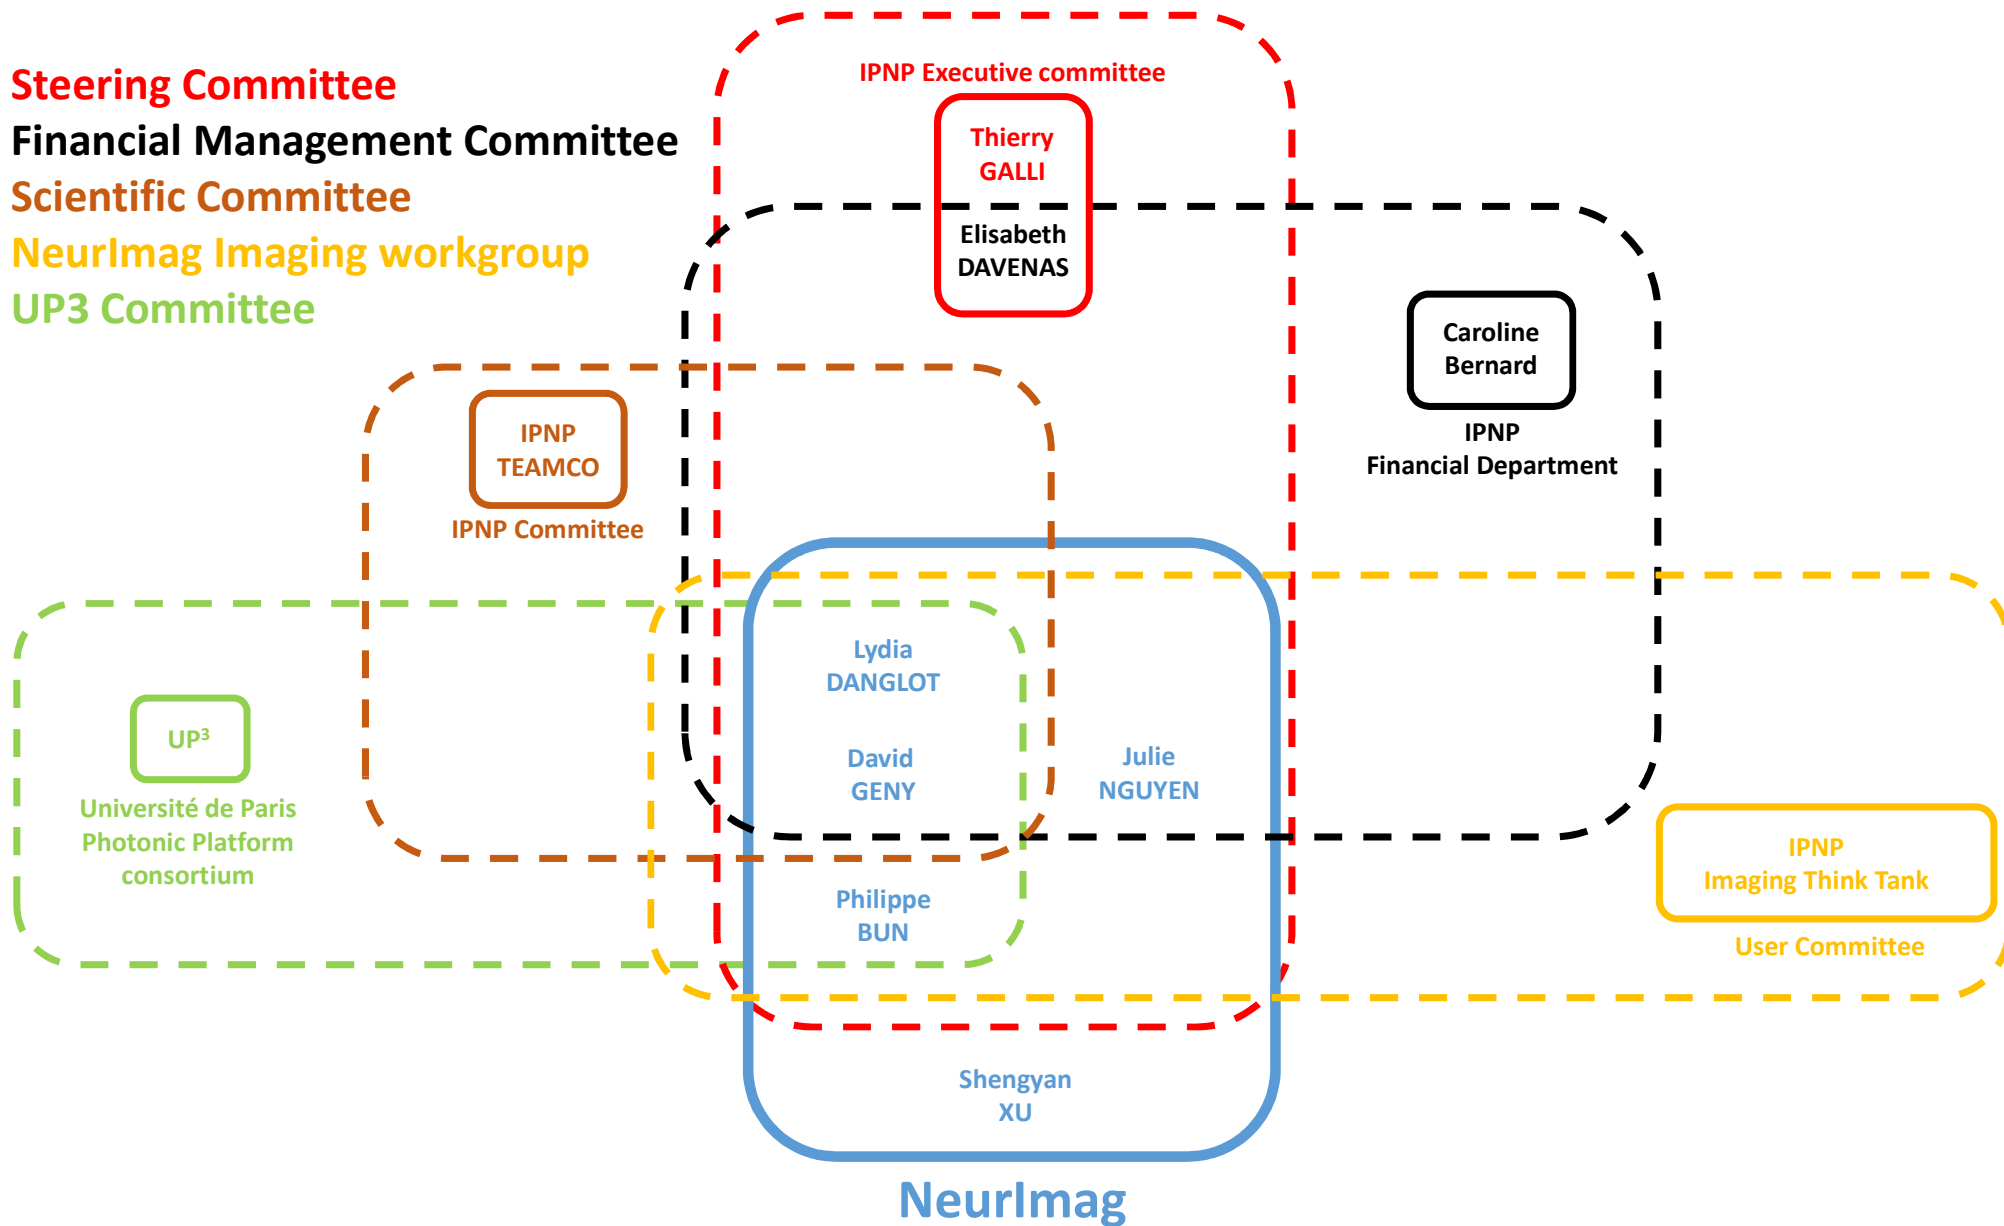 Steering Committee
Financial Management Committee
Scientific Committee
NeurImag Imaging workgroup
UP3 Committee
IPNP Executive committee
Thierry
GALLI
Elisabeth
DAVENAS
Caroline
Bernard
IPNP
Financial Department
IPNP
TEAMCO
IPNP Committee
Lydia
DANGLOT
David
GENY
Julie
NGUYEN
UP³
Université de Paris
Photonic Platform
consortium
Philippe
BUN
IPNP
Imaging Think Tank
User Committee
Shengyan
XU
NeurImag